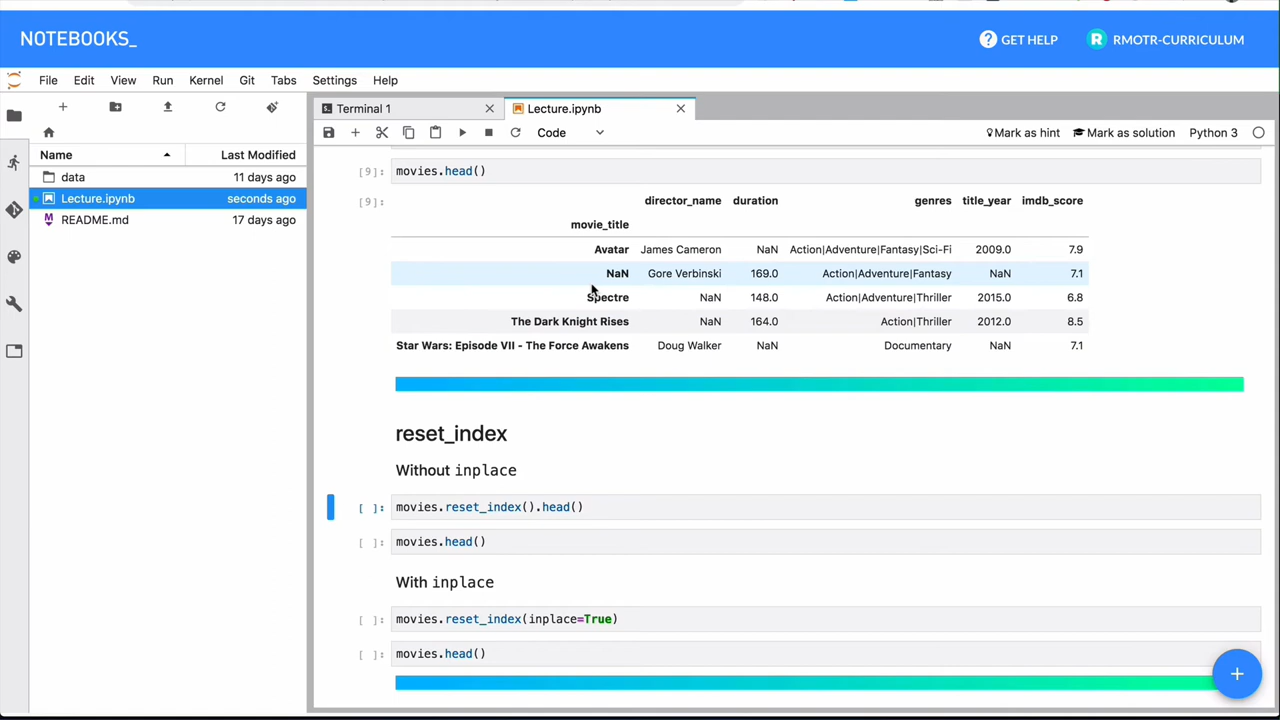 NOTEBOOKS_
GET HELP
R RMOTR-CURRICULUM
File Edit View Run Kernel Git Tabs Settings Help
Terminal 1
Lecture.ipynb
Code
Mark as hint
Mark as solution
Python 3
Name Last Modified
data 11 days ago
Lecture.ipynb seconds ago
README.md 17 days ago
[9]: movies.head()
[9]: director_name duration genres title_year imdb_score
movie_title
Avatar James Cameron NaN Action|Adventure|Fantasy|Sci-Fi 2009.0 7.9
NaN Gore Verbinski 169.0 Action|Adventure|Fantasy NaN 7.1
Spectre NaN 148.0 Action|Adventure|Thriller 2015.0 6.8
The Dark Knight Rises NaN 164.0 Action|Thriller 2012.0 8.5
Star Wars: Episode VII - The Force Awakens Doug Walker NaN Documentary NaN 7.1
reset_index
Without inplace
[ ]: movies.reset_index().head()
[ ]: movies.head()
With inplace
[ ]: movies.reset_index(inplace=True)
[ ]: movies.head()